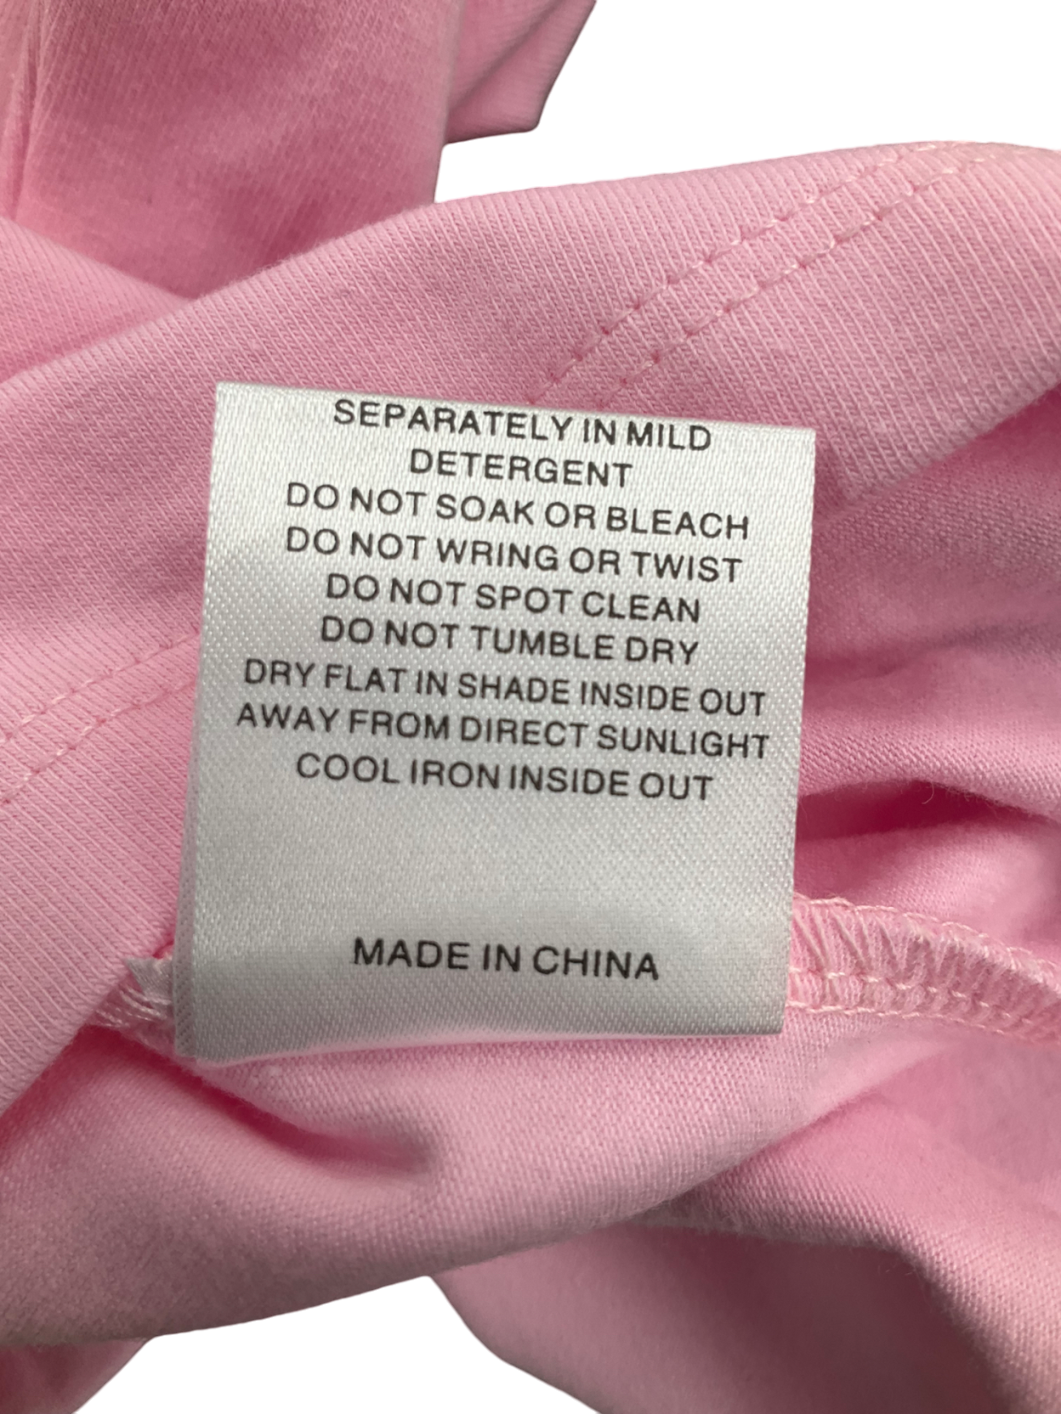 SEPARATELY IN MILD
DETERGENT
DO NOT SOAK OR BLEACH
DO NOT WRING OR TWIST
DO NOT SPOT CLEAN
DO NOT TUMBLE DRY
DRY FLAT IN SHADE INSIDE OUT
AWAY FROM DIRECT SUNLIGHT
COOL IRON INSIDE OUT
MADE IN CHINA